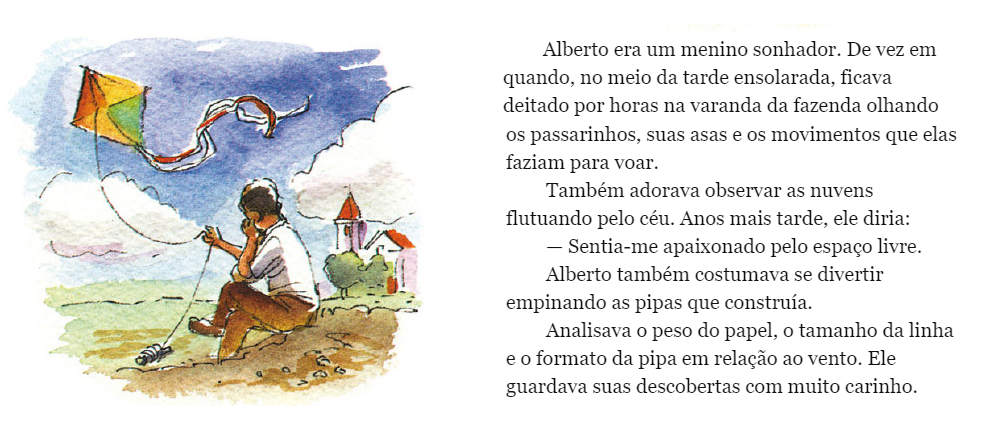 Alberto era um menino sonhador. De vez em
quando, no meio da tarde ensolarada, ficava
deitado por horas na varanda da fazenda olhando
os passarinhos, suas asas e os movimentos que elas
faziam para voar.
Também adorava observar as nuvens
flutuando pelo céu. Anos mais tarde, ele diria:
— Sentia-me apaixonado pelo espaço livre.
Alberto também costumava se divertir
empinando as pipas que construía.
Analisava o peso do papel, o tamanho da linha
e o formato da pipa em relação ao vento. Ele
guardava suas descobertas com muito carinho.